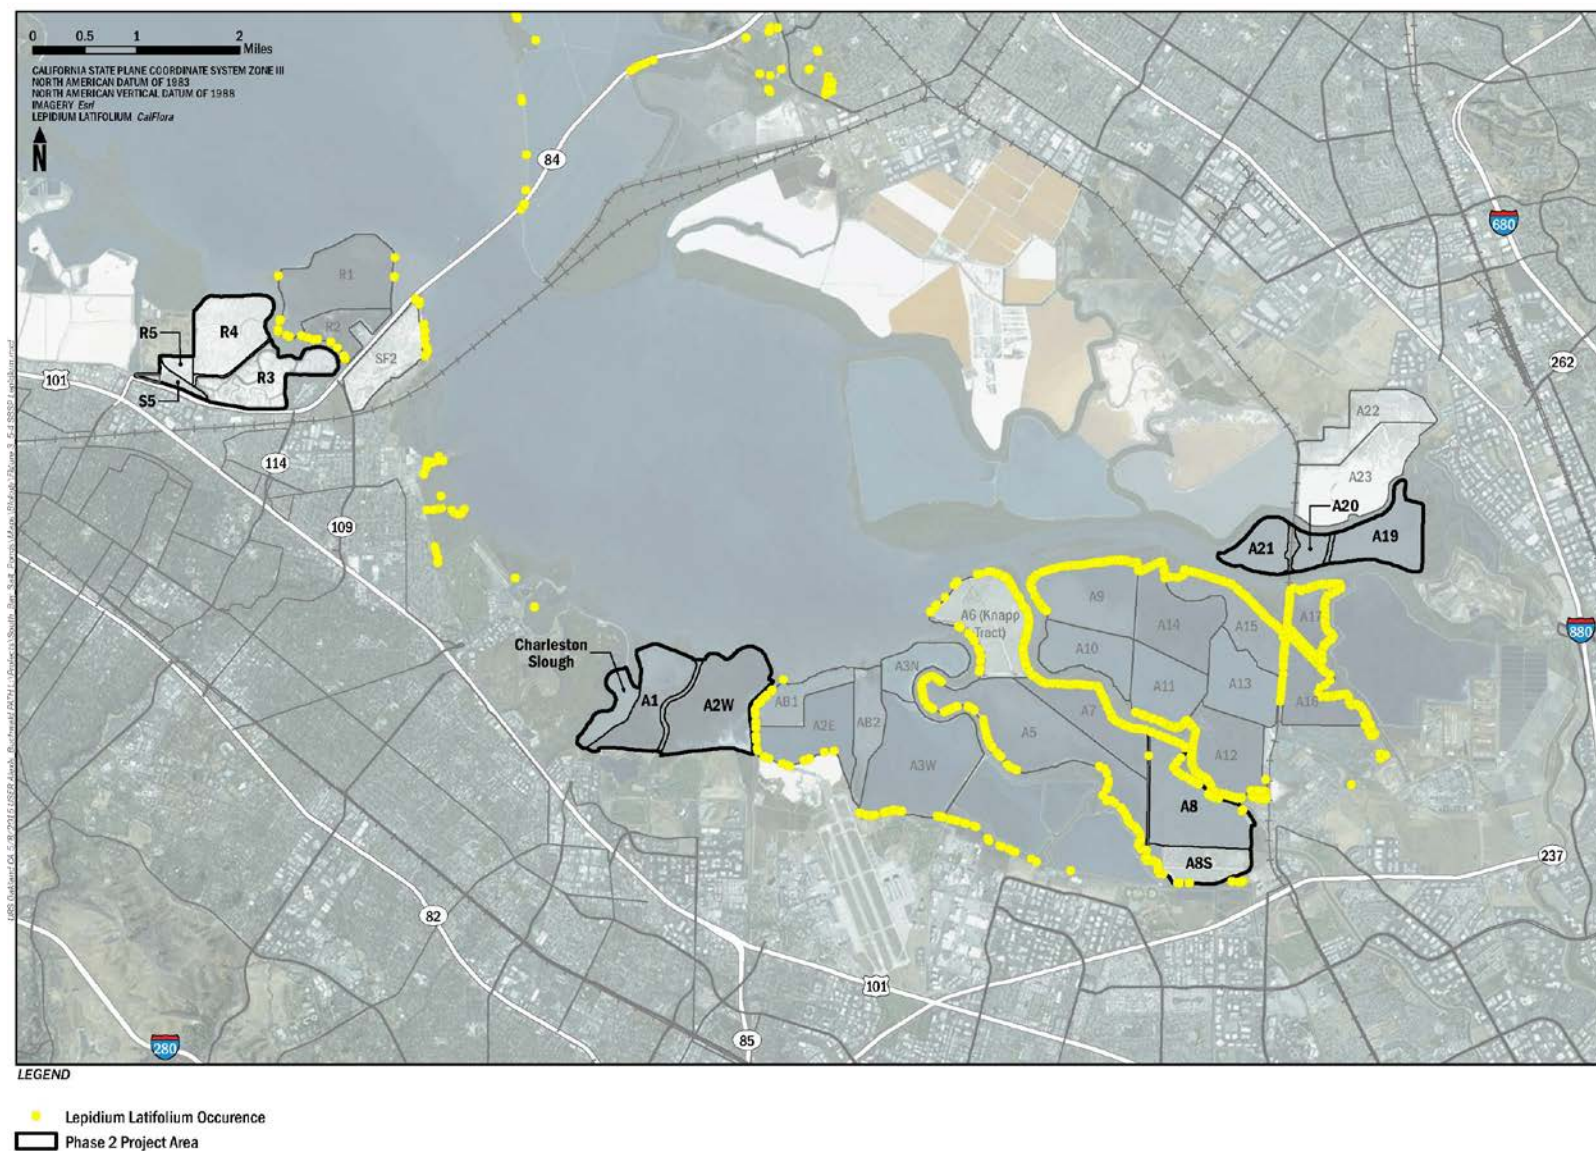 0 0.5 1 2
Miles
CALIFORNIA STATE PLANE COORDINATE SYSTEM ZONE III
NORTH AMERICAN DATUM OF 1983
NORTH AMERICAN VERTICAL DATUM OF 1988
IMAGERY Esri
LEPIDIUM LATIFOLIUM CalFlora
N
84
680
R1
R2
R4
R5
R3
SF2
S5
101
262
A22
A23
114
A20
109
A21
A19
A9
A6 (Knapp
Tract)
A14
A15
A17
880
Charleston
Slough
A10
A3N
A1
A2W
AB1
A2E
AB2
A11
A13
A16
A7
A5
A12
A3W
A8
A8S
237
82
101
85
280
LEGEND
Lepidium Latifolium Occurence
Phase 2 Project Area